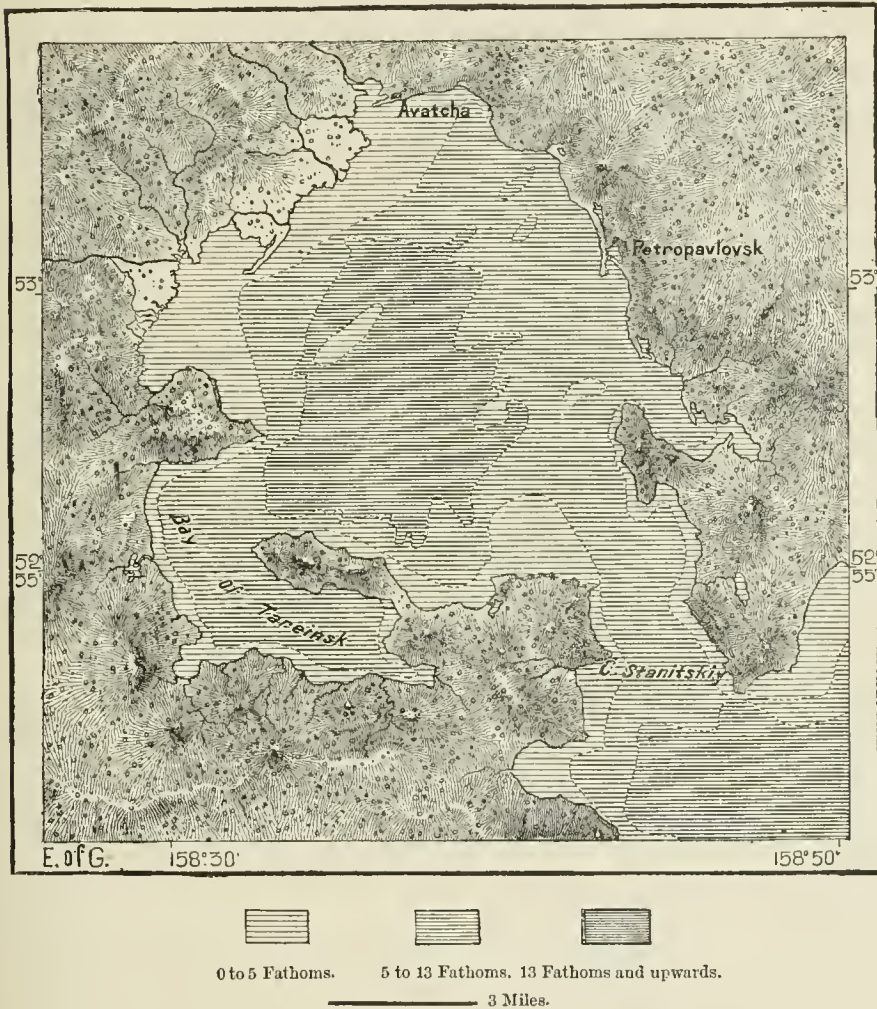 Avatcha
Petropavlovsk
53°
53°
Bay of Tareinsk
52°
55'
52°
55'
C. Stanitskiy
E. of G.
158°30'
158°50'
0 to 5 Fathoms.
5 to 13 Fathoms.
13 Fathoms and upwards.
3 Miles.